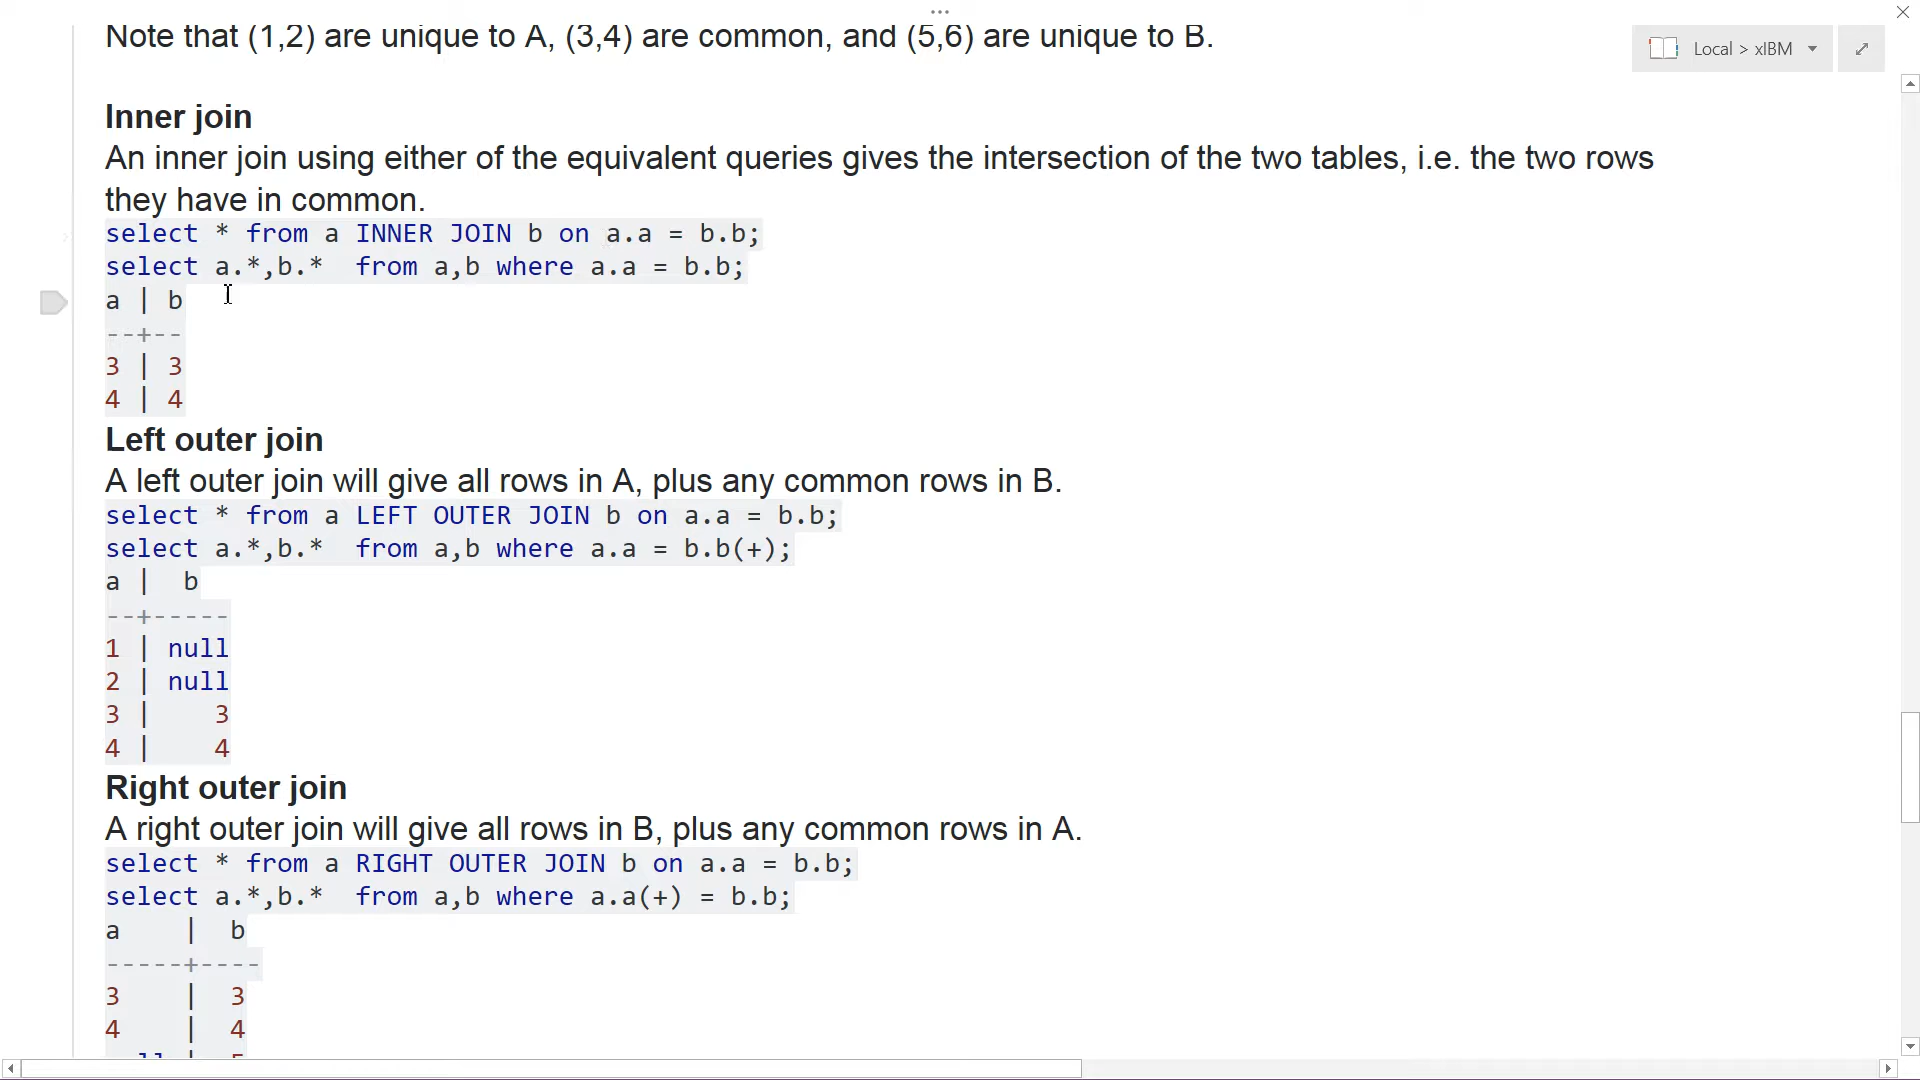 Note that (1,2) are unique to A, (3,4) are common, and (5,6) are unique to B.
Local > xIBM
Inner join
An inner join using either of the equivalent queries gives the intersection of the two tables, i.e. the two rows
they have in common.
select * from a INNER JOIN b on a.a = b.b;
select a.*,b.*  from a,b where a.a = b.b;
a | b
--+--
3 | 3
4 | 4
Left outer join
A left outer join will give all rows in A, plus any common rows in B.
select * from a LEFT OUTER JOIN b on a.a = b.b;
select a.*,b.*  from a,b where a.a = b.b(+);
a |  b
--+-----
1 | null
2 | null
3 |    3
4 |    4
Right outer join
A right outer join will give all rows in B, plus any common rows in A.
select * from a RIGHT OUTER JOIN b on a.a = b.b;
select a.*,b.*  from a,b where a.a(+) = b.b;
a    |  b
-----+----
3    |  3
4    |  4